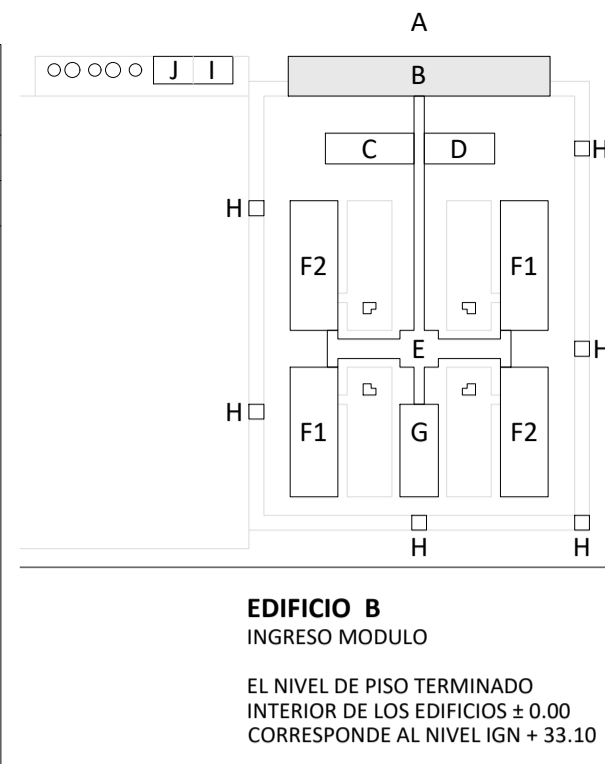 A
J I B
C D H
H
F2 F1
E H
H
F1 G F2
H H
EDIFICIO B
INGRESO MODULO
EL NIVEL DE PISO TERMINADO
INTERIOR DE LOS EDIFICIOS ± 0.00
CORRESPONDE AL NIVEL IGN + 33.10